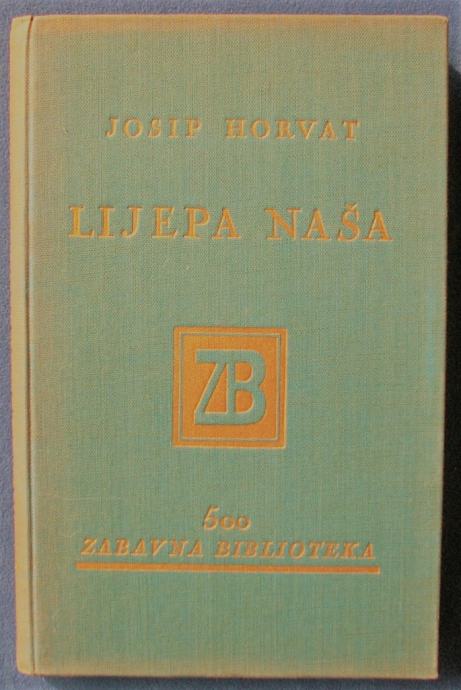 JOSIP HORVAT
LIJEPA NAŠA
ZB
500
ZABAVNA BIBLIOTEKA